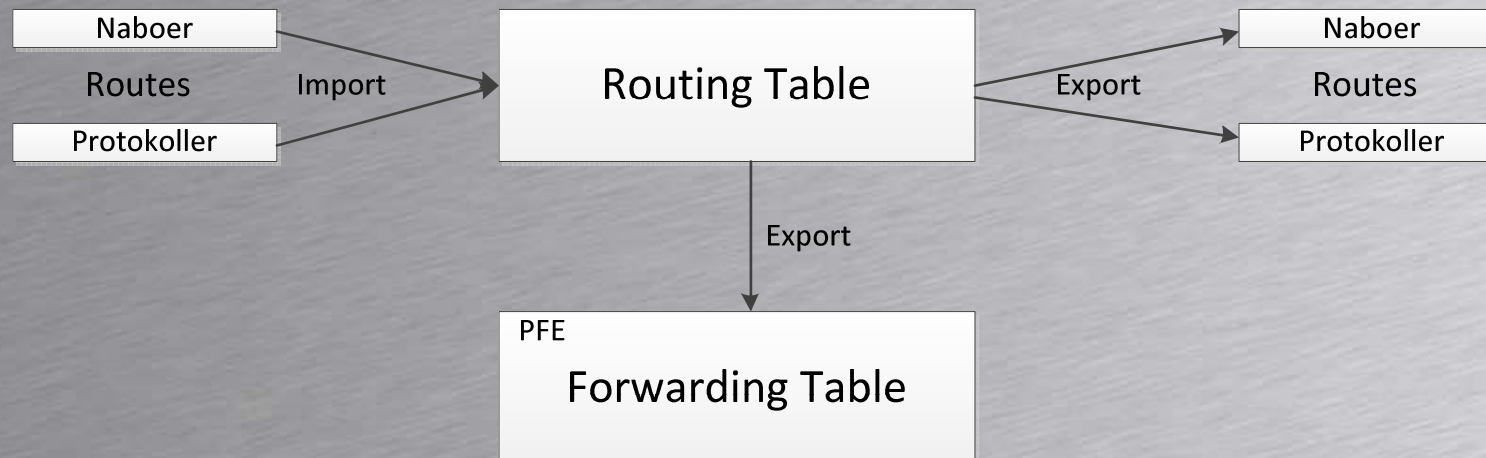 Naboer
Routes
Import
Protokoller
Routing Table
Export
Naboer
Routes
Protokoller
Export
PFE
Forwarding Table